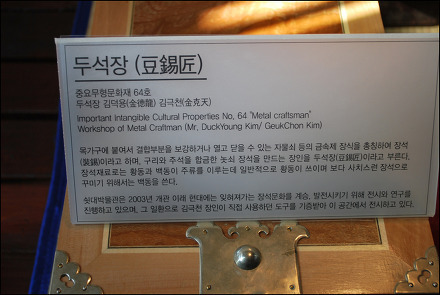 두석장 (豆錫匠)
중요무형문화재 64호
두석장 김덕용(金德龍) 김극천(金克天)
Important Intangible Cultural Properties No, 64 "Metal craftsman"
Workshop of Metal Craftman (Mr, DuckYoung Kim/ GeukChon Kim)
목가구에 붙여서 결합부분을 보강하거나 열고 닫을 수 있는 자물쇠 등의 금속제 장식을 총칭하여 장석
(裝錫)이라고 하며, 구리와 주석을 합금한 놋쇠 장석을 만드는 장인을 두석장(豆錫匠)이라고 부른다.
장석재료로는 황동과 백동이 주류를 이루는데 일반적으로 황동이 쓰이며 보다 사치스런 장석으로
꾸미기 위해서는 백동을 쓴다.
쇳대박물관은 2003년 개관 이래 현대에는 잊혀져가는 장석문화를 계승, 발전시키기 위해 전시와 연구를
진행하고 있으며, 그 일환으로 김극천 장인이 직접 사용하던 도구를 기증받아 이 공간에서 전시하고 있다.